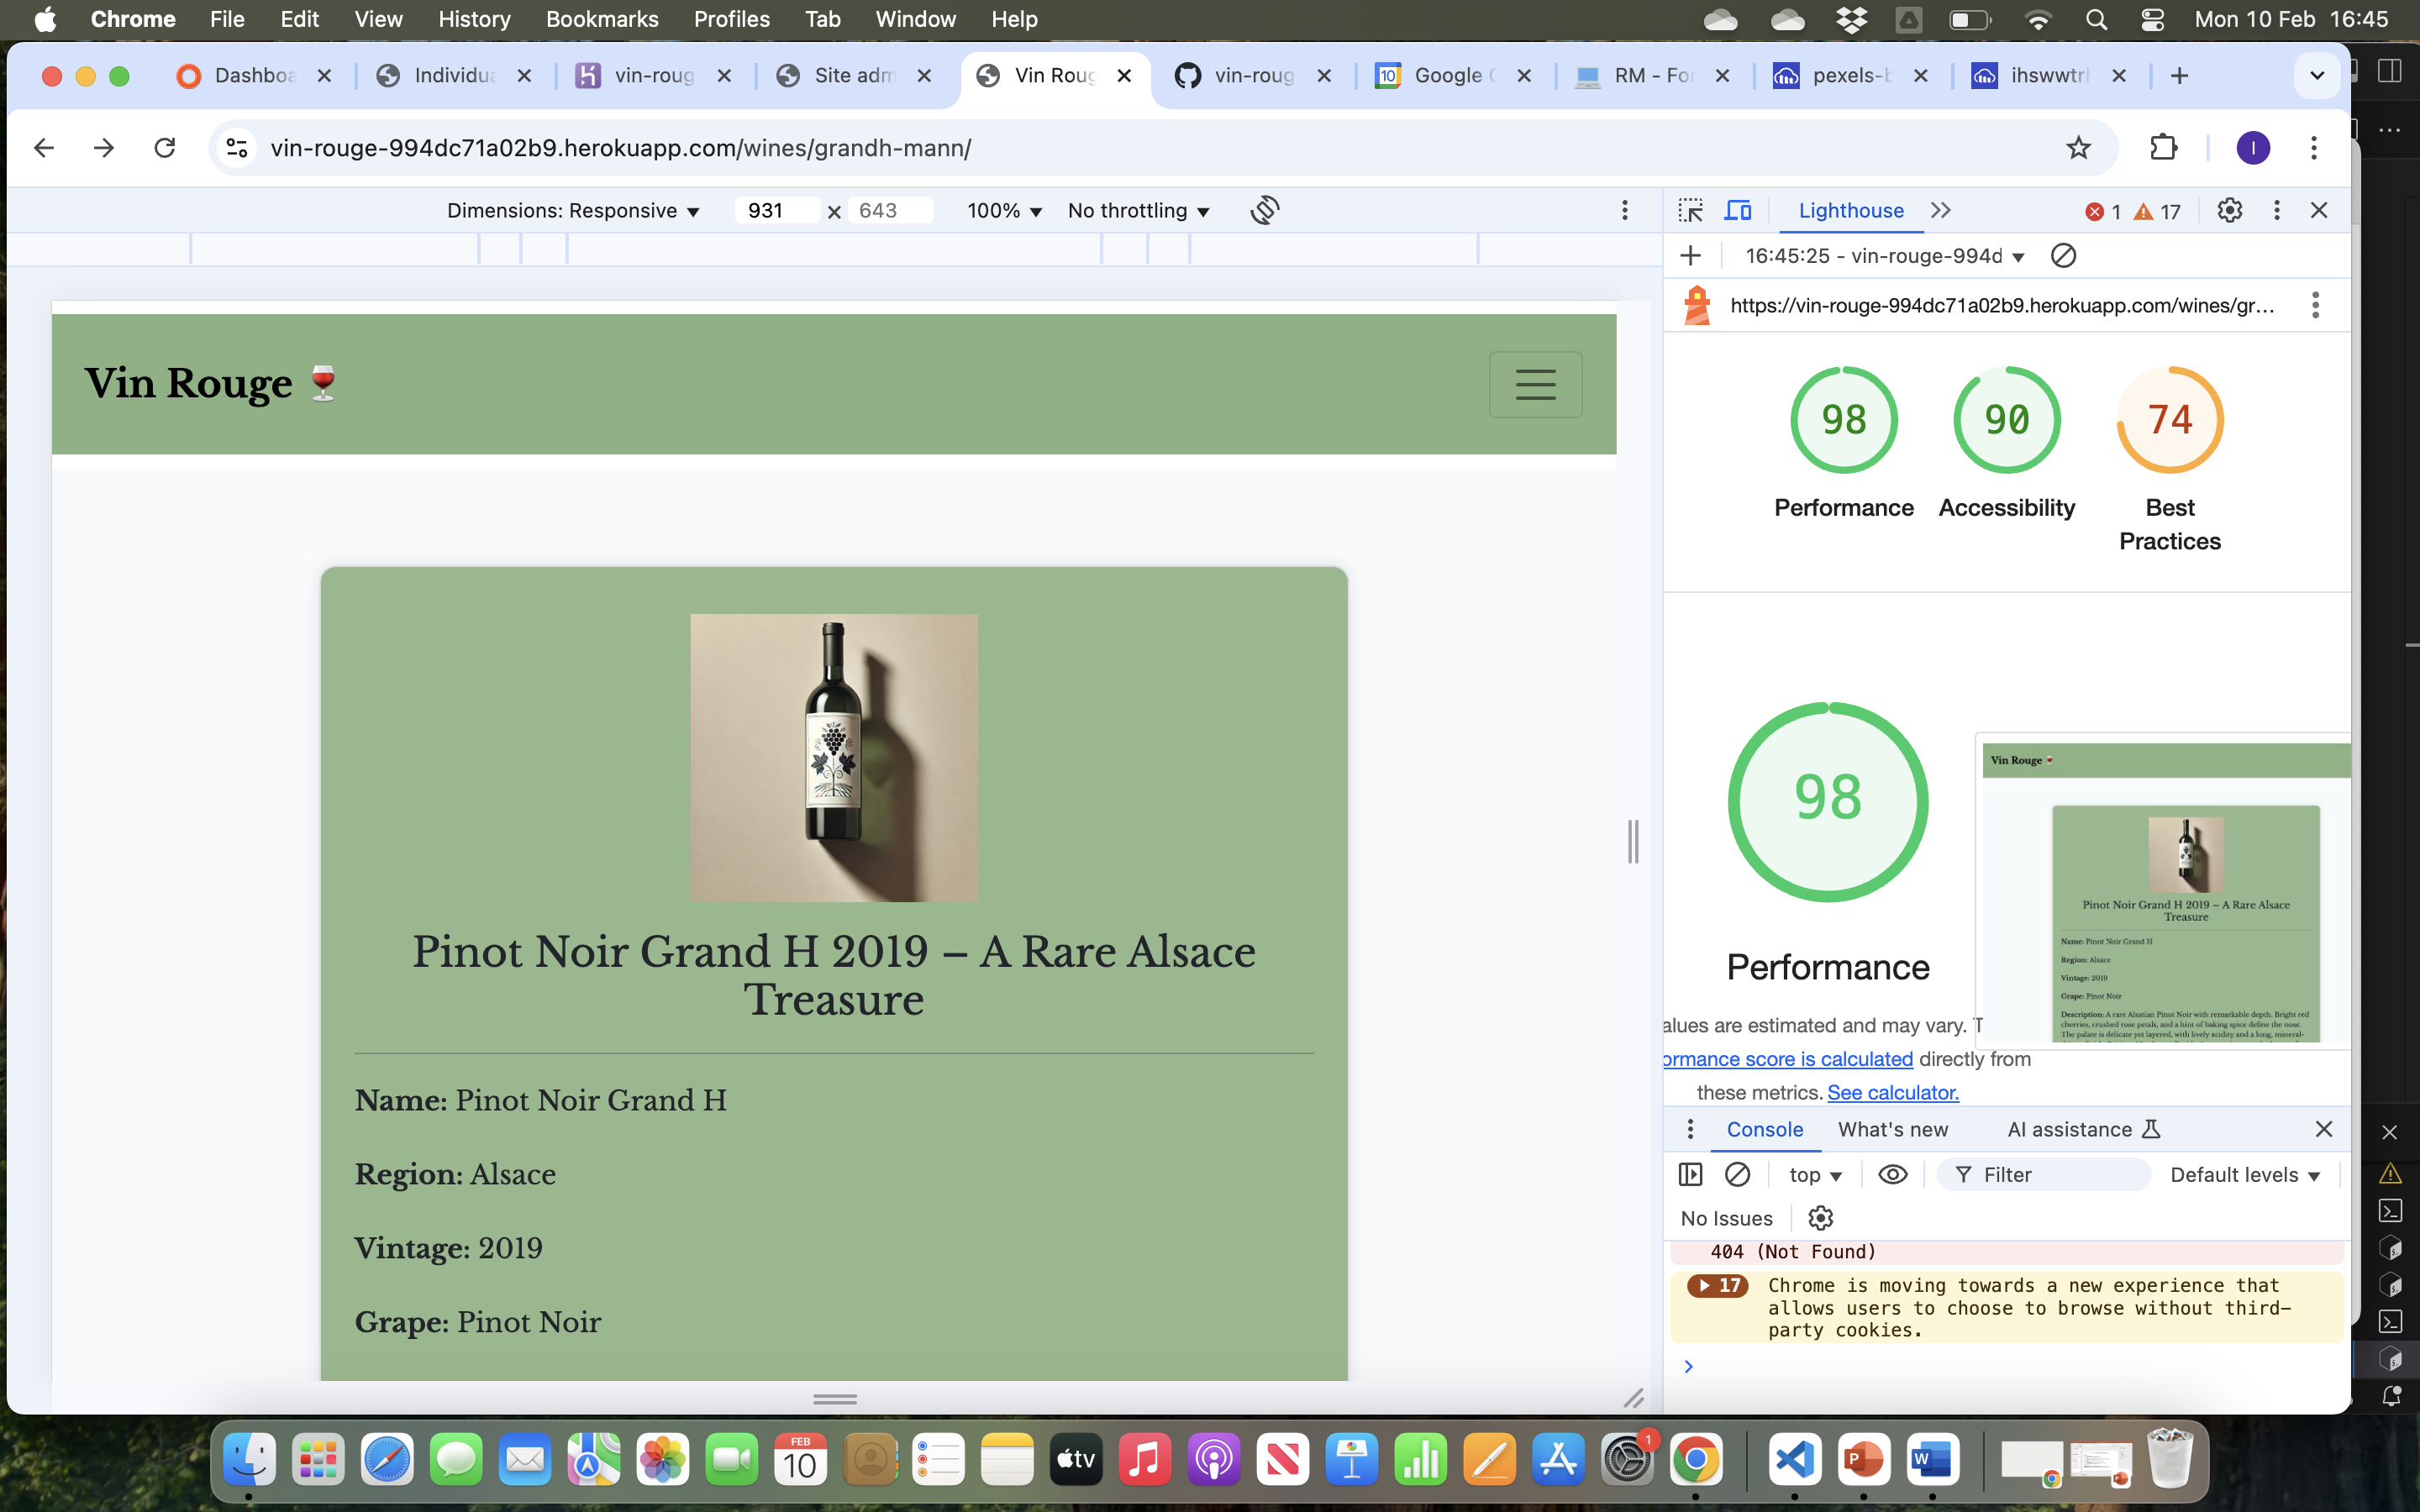 Chrome File Edit View History Bookmarks Profiles Tab Window Help Mon 10 Feb 16:45
Dashboa Individua vin-roug Site adm Vin Roug vin-roug Google RM - For pexels-b ihswwtrh
vin-rouge-994dc71a02b9.herokuapp.com/wines/grandh-mann/ I
Dimensions: Responsive 931 x 643 100% No throttling
Lighthouse 1 17
16:45:25 - vin-rouge-994d
https://vin-rouge-994dc71a02b9.herokuapp.com/wines/gr...
Vin Rouge
98 90 74
Performance Accessibility Best
Practices
Pinot Noir Grand H 2019 – A Rare Alsace
Treasure
Name: Pinot Noir Grand H
Region: Alsace
Vintage: 2019
Grape: Pinot Noir
98
Performance
alues are estimated and may vary. T
ormance score is calculated directly from
these metrics. See calculator.
Vin Rouge
Pinot Noir Grand H 2019 – A Rare Alsace
Treasure
Name: Pinot Noir Grand H
Region: Alsace
Vintage: 2019
Grape: Pinot Noir
Description: A rare Alsatian Pinot Noir with remarkable depth. Bright red
cherries, crushed rose petals, and a hint of baking spice define the nose.
The palate is delicate yet layered, with lively acidity and a long, mineral-
Console What's new AI assistance
top Filter Default levels
No Issues
404 (Not Found)
17 Chrome is moving towards a new experience that
allows users to choose to browse without third-
party cookies.
FEB
10
tv
1
P
W